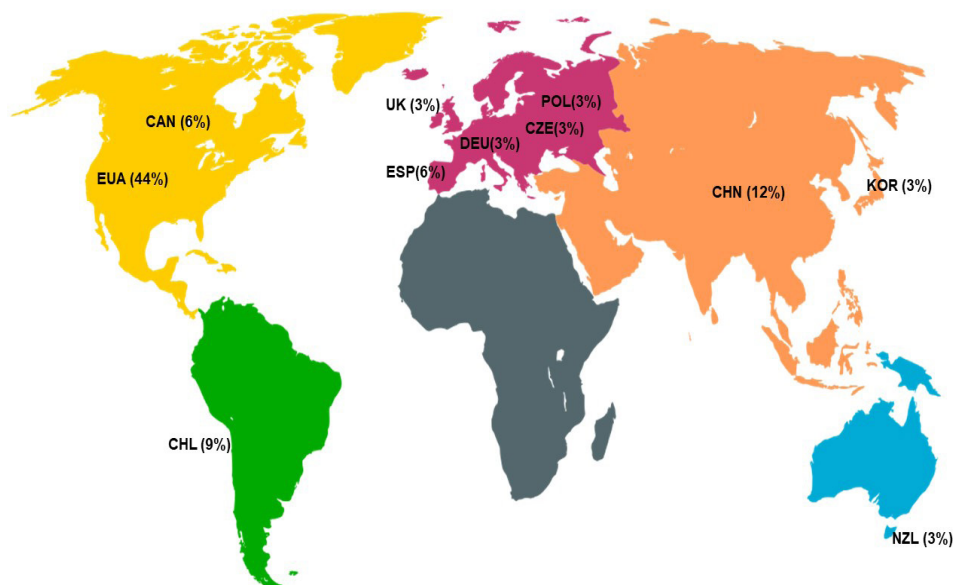 UK (3%)
POL(3%)
CAN (6%)
CZE(3%)
DEU(3%)
ESP(6%)
EUA (44%)
CHN (12%)
KOR (3%)
CHL (9%)
NZL (3%)